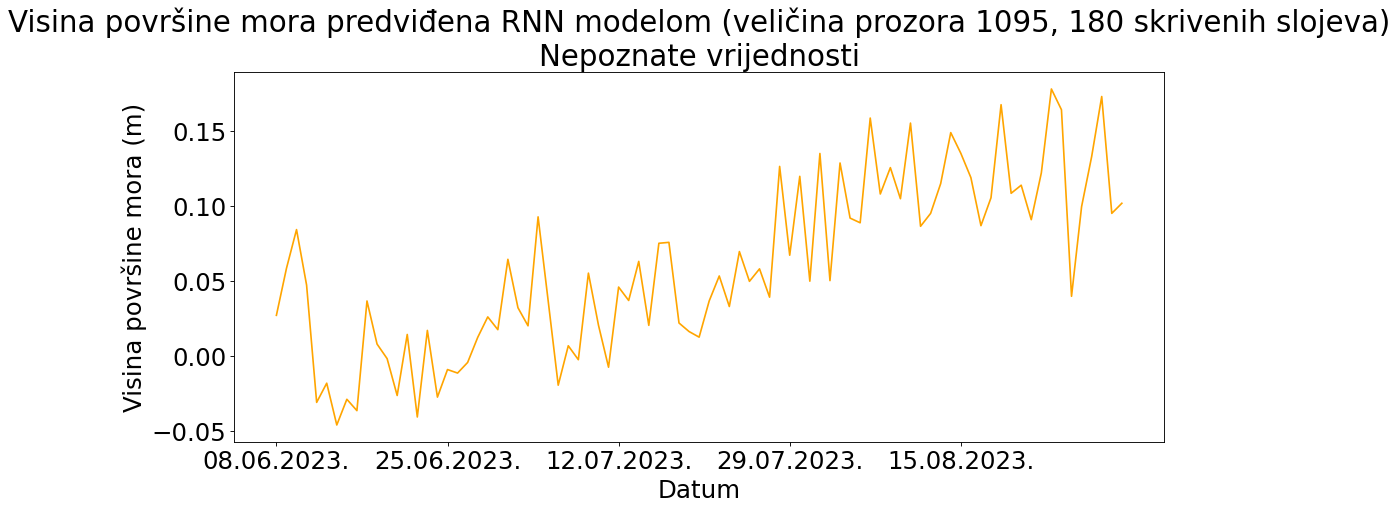 Visina površine mora predviđena RNN modelom (veličina prozora 1095, 180 skrivenih slojeva)
Nepoznate vrijednosti
Visina površine mora (m)
0.15
0.10
0.05
0.00
−0.05
08.06.2023. 25.06.2023. 12.07.2023. 29.07.2023. 15.08.2023.
Datum